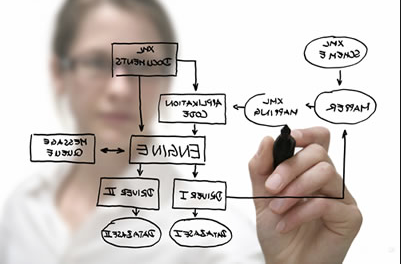 XML
DOCUMENTS
XML
SCHEME
APPLIKATION
CODE
XML
MAPPING
MAPPER
MESSAGE
QUEUE
ENGINE
DRIVER II
DRIVER I
DATABASE II
DATABASE I